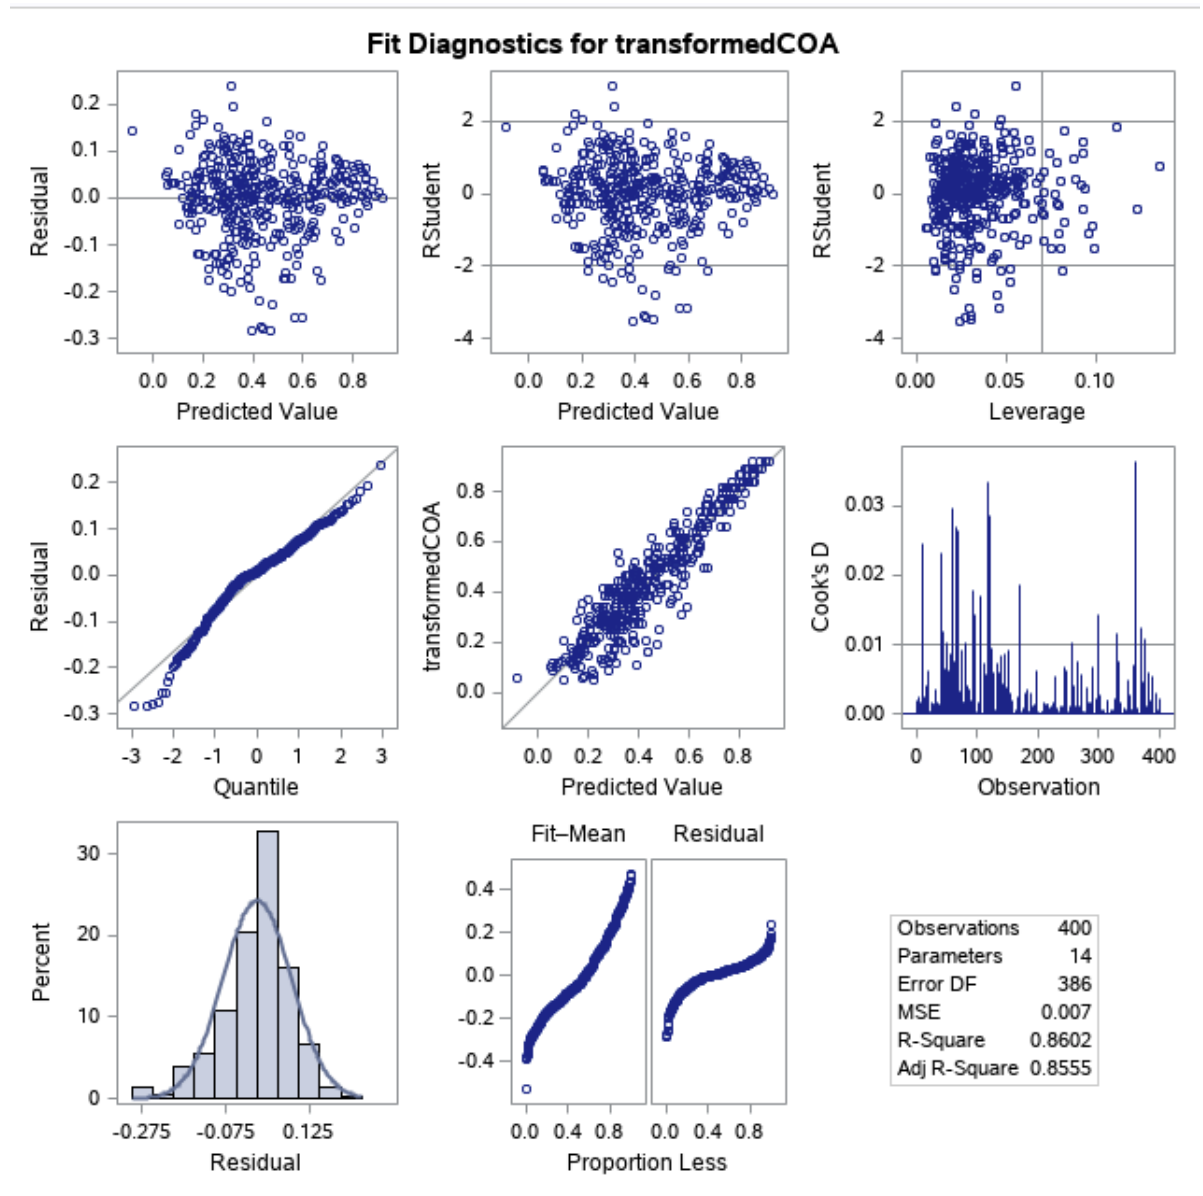 Fit Diagnostics for transformedCOA
Residual
0.2
0.1
0.0
-0.1
-0.2
-0.3
0.0 0.2 0.4 0.6 0.8
Predicted Value
RStudent
2
0
-2
-4
0.0 0.2 0.4 0.6 0.8
Predicted Value
RStudent
2
0
-2
-4
0.00 0.05 0.10
Leverage
Residual
0.2
0.1
0.0
-0.1
-0.2
-0.3
-3 -2 -1 0 1 2 3
Quantile
transformedCOA
0.8
0.6
0.4
0.2
0.0
0.0 0.2 0.4 0.6 0.8
Predicted Value
Cook's D
0.03
0.02
0.01
0.00
0 100 200 300 400
Observation
Percent
30
20
10
0
-0.275 -0.075 0.125
Residual
Fit–Mean Residual
0.4
0.2
0.0
-0.2
-0.4
0.0 0.4 0.8 0.0 0.4 0.8
Proportion Less
Observations 400
Parameters 14
Error DF 386
MSE 0.007
R-Square 0.8602
Adj R-Square 0.8555